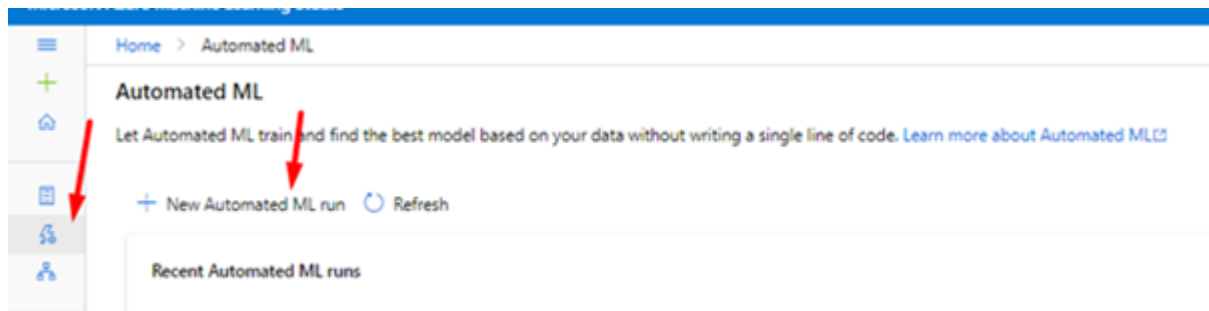 Home > Automated ML
Automated ML
Let Automated ML train and find the best model based on your data without writing a single line of code. Learn more about Automated ML
New Automated ML run Refresh
Recent Automated ML runs